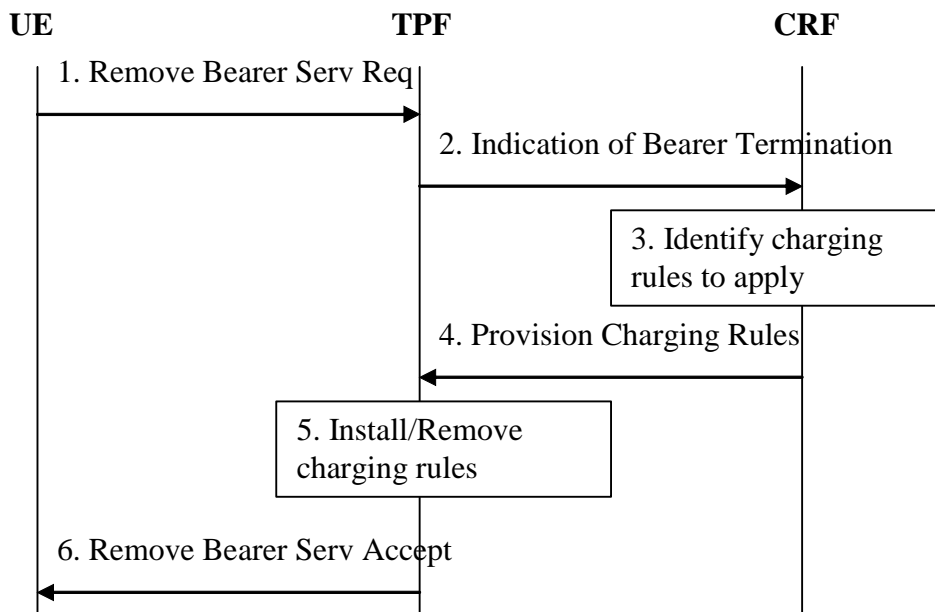 UE TPF CRF
1. Remove Bearer Serv Req
2. Indication of Bearer Termination
3. Identify charging
rules to apply
4. Provision Charging Rules
5. Install/Remove
charging rules
6. Remove Bearer Serv Accept